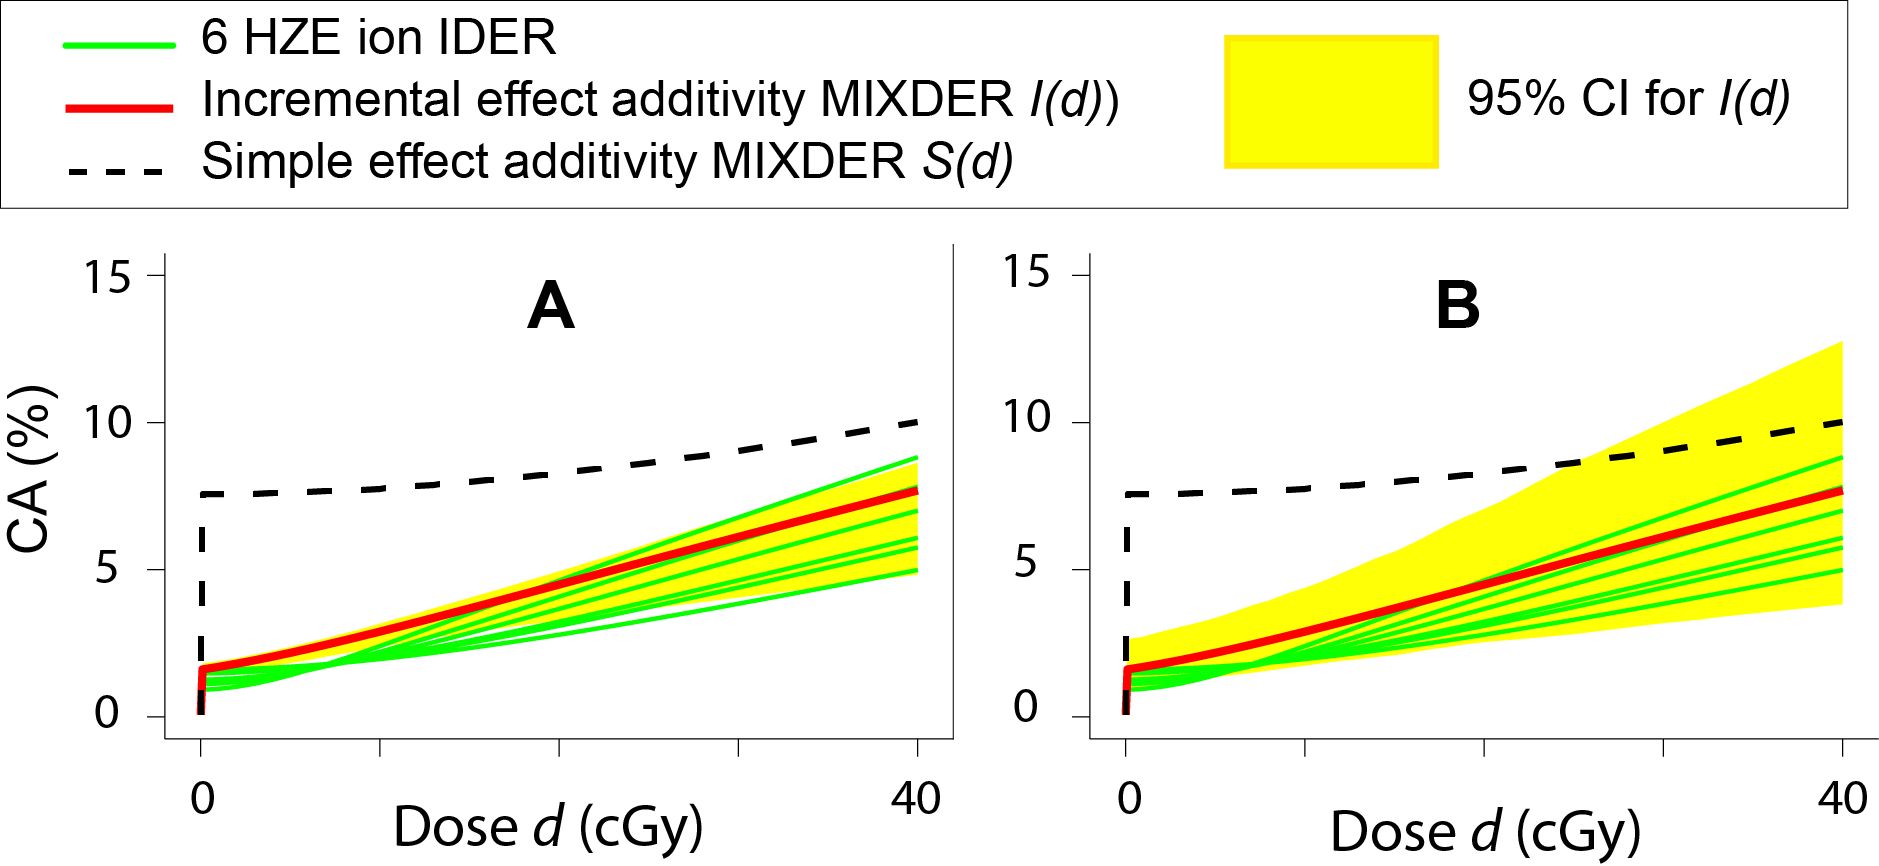 6 HZE ion IDER
Incremental effect additivity MIXDER I(d))
Simple effect additivity MIXDER S(d)
95% CI for I(d)
A
15
10
5
0
CA (%)
0
40
Dose d (cGy)
B
15
10
5
0
0
40
Dose d (cGy)